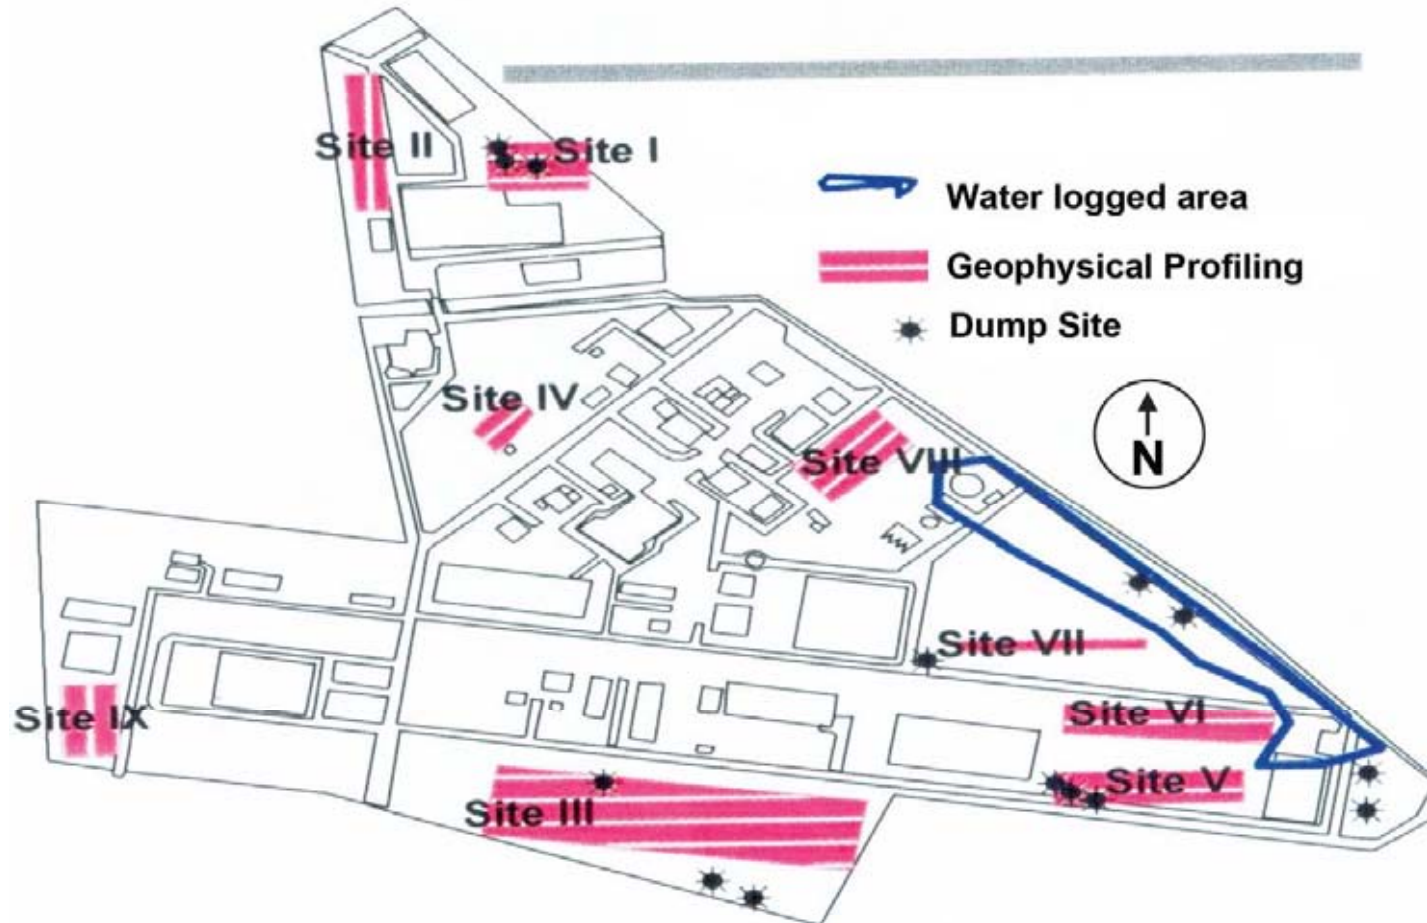 Site II
Site I
Water logged area
Geophysical Profiling
Dump Site
N
Site IV
Site VIII
Site VII
Site VI
Site IX
Site V
Site III